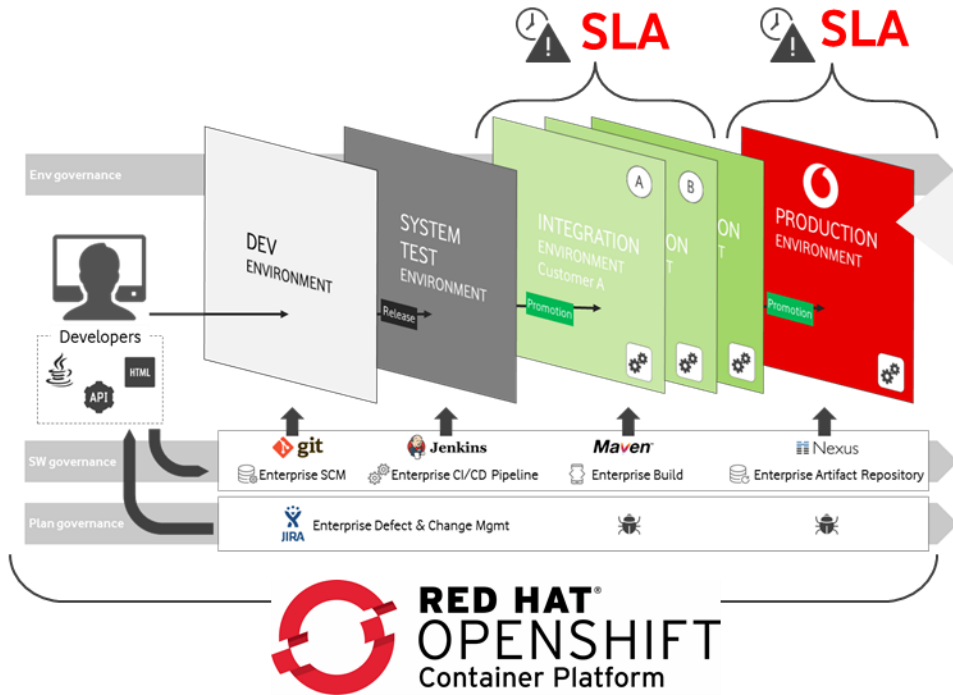 SLA
SLA
Env governance
A
B
DEV
ENVIRONMENT
SYSTEM
TEST
ENVIRONMENT
INTEGRATION
ENVIRONMENT
Customer A
ON
T
ON
T
PRODUCTION
ENVIRONMENT
Release
Promotion
Promotion
Developers
HTML
API
SW governance
git
Jenkins
Maven™
Nexus
Enterprise SCM
Enterprise CI/CD Pipeline
Enterprise Build
Enterprise Artifact Repository
Plan governance
JIRA
Enterprise Defect & Change Mgmt
RED HAT®
OPENSHIFT
Container Platform